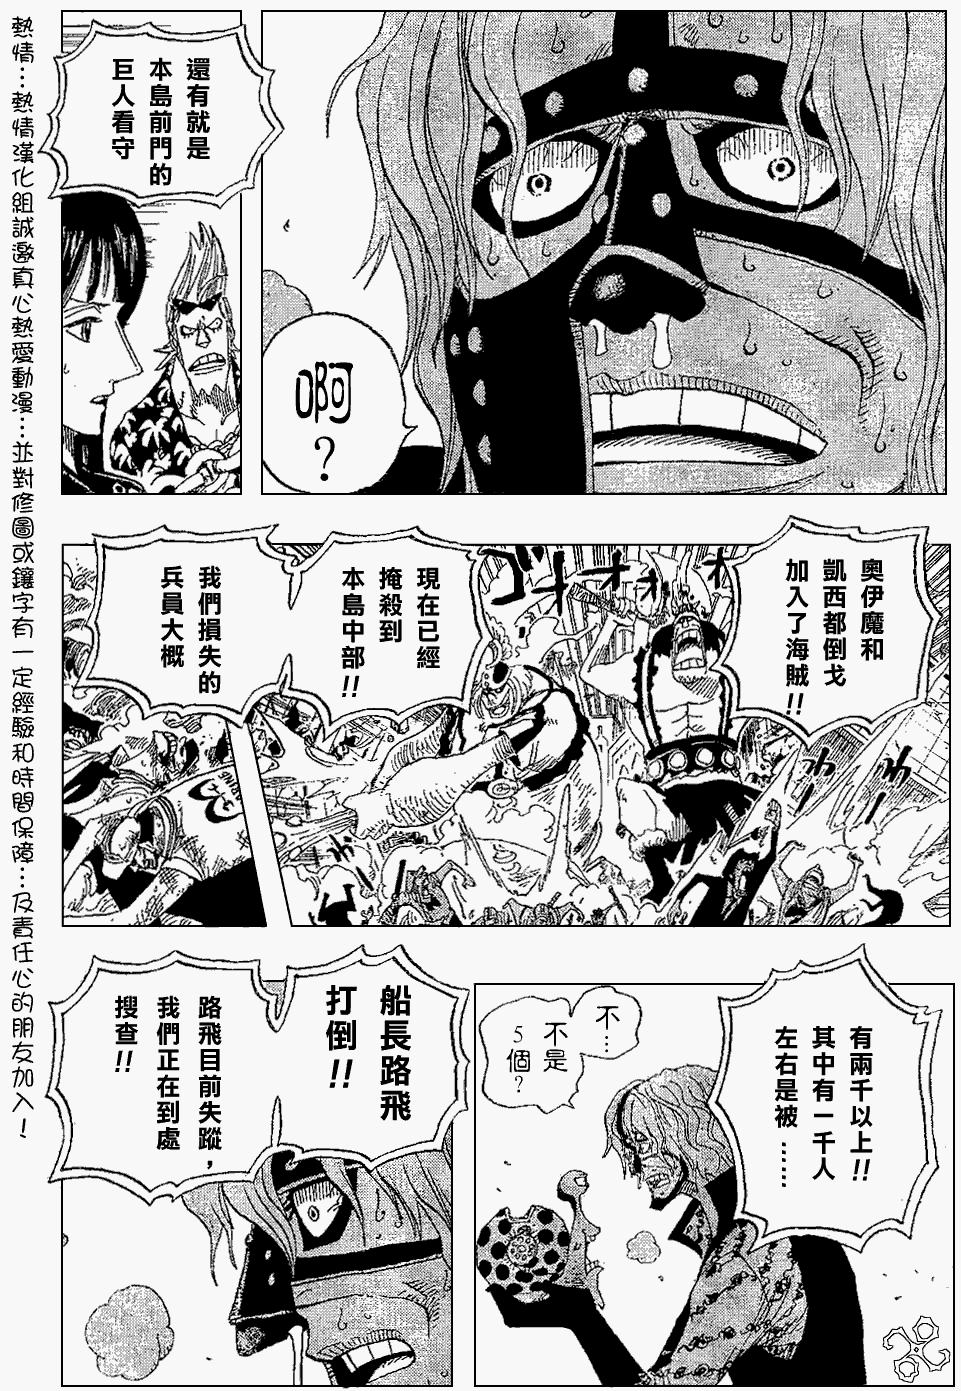 啊
?
還有就是
本島前門的
巨人看守
奧伊魔和
凱西都倒戈
加入了海賊!!
現在已經
掩殺到
本島中部!!
我們損失的
兵員大概
有兩千以上!!
其中有一千人
左右是被……
不…
不是
5個?
船長路飛
打倒!!
路飛目前失蹤,
我們正在到處
搜查!!
熱情…熱情漢化組誠邀真心熱愛動漫…並對修圖或鑲字有一定經驗和時間保障…及責任心的朋友加入!